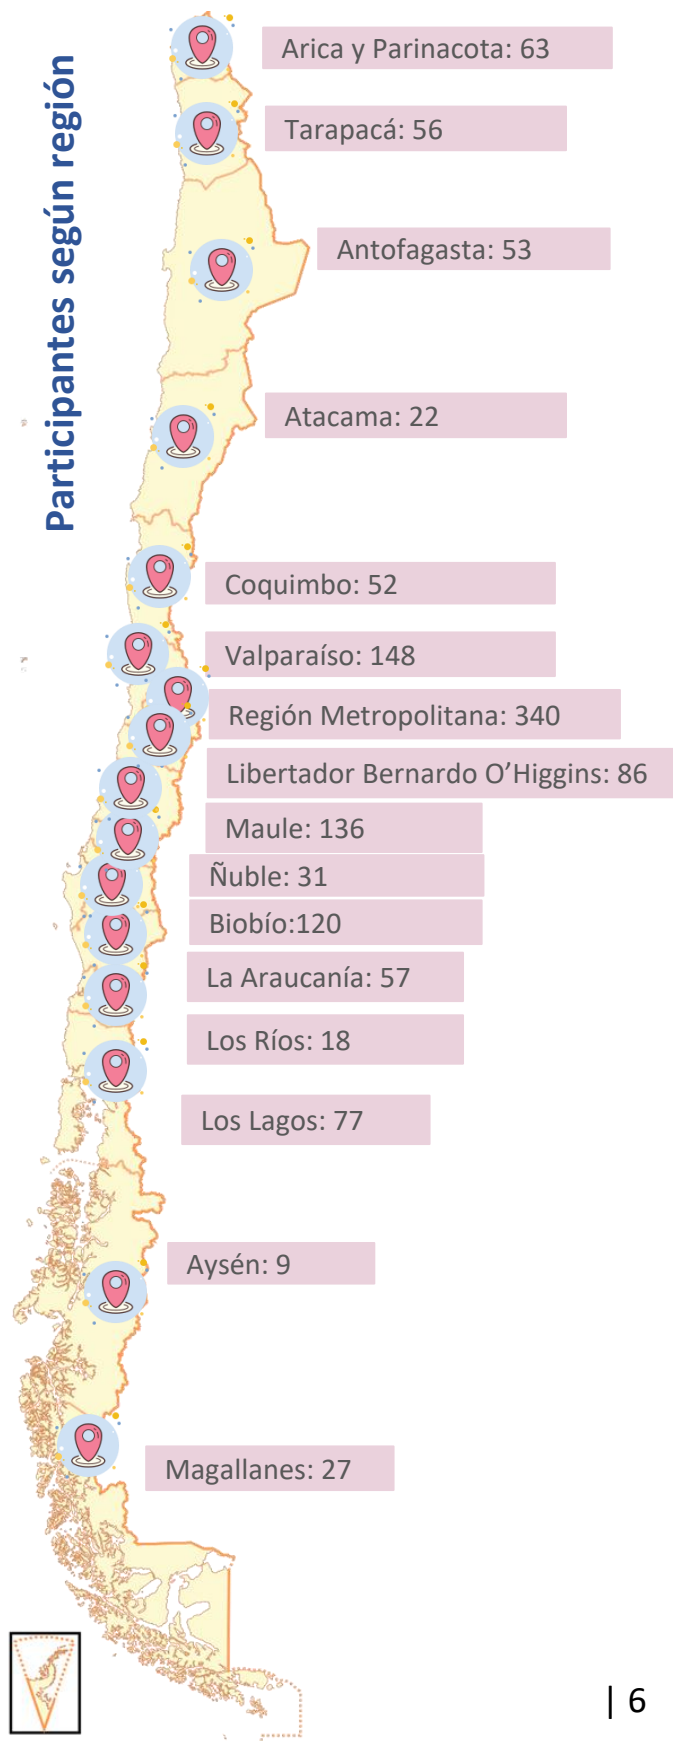 Participantes según región
Arica y Parinacota: 63
Tarapacá: 56
Antofagasta: 53
Atacama: 22
Coquimbo: 52
Valparaíso: 148
Región Metropolitana: 340
Libertador Bernardo O’Higgins: 86
Maule: 136
Ñuble: 31
Biobío:120
La Araucanía: 57
Los Ríos: 18
Los Lagos: 77
Aysén: 9
Magallanes: 27
| 6